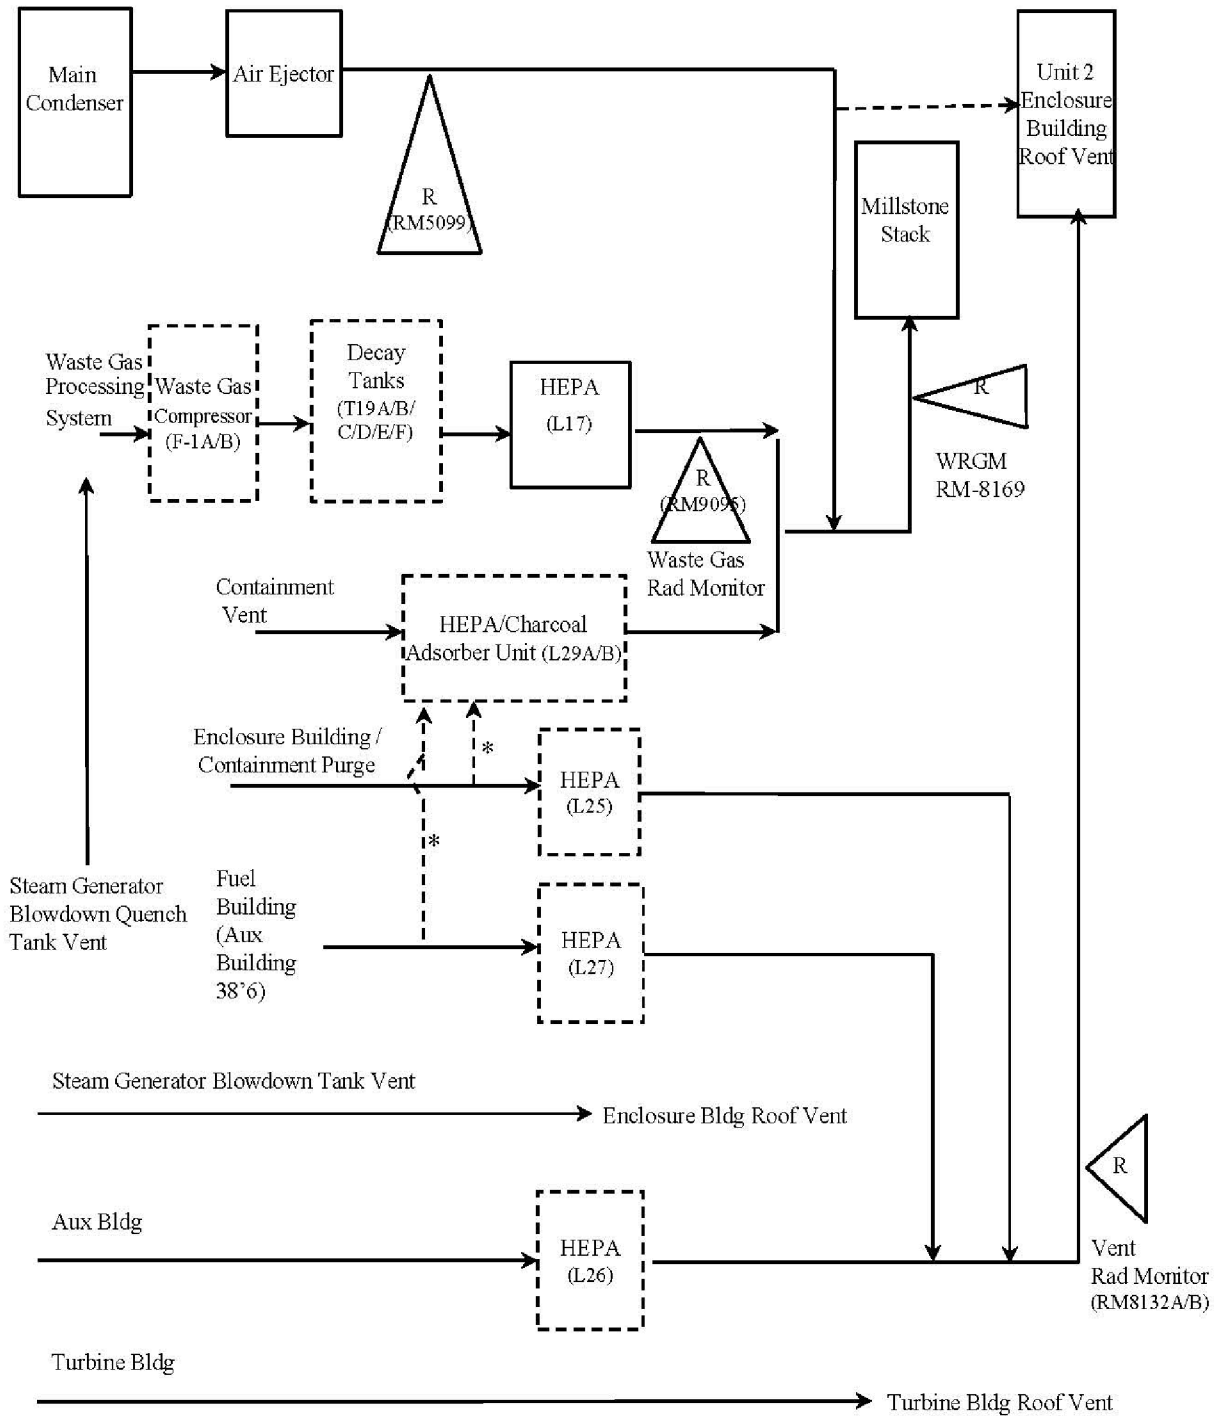 Main
Condenser
Air Ejector
R
(RM5099)
Unit 2
Enclosure
Building
Roof Vent
Millstone
Stack
Waste Gas
Processing
System
Waste Gas
Compressor
(F-1A/B)
Decay
Tanks
(T19A/B/
C/D/E/F)
HEPA
(L17)
R
(RM9095)
Waste Gas
Rad Monitor
R
WRGM
RM-8169
Containment
Vent
HEPA/Charcoal
Adsorber Unit (L29A/B)
Enclosure Building /
Containment Purge
*
HEPA
(L25)
*
Steam Generator
Blowdown Quench
Tank Vent
Fuel
Building
(Aux
Building
38’6)
HEPA
(L27)
Steam Generator Blowdown Tank Vent
Enclosure Bldg Roof Vent
R
Aux Bldg
HEPA
(L26)
Vent
Rad Monitor
(RM8132A/B)
Turbine Bldg
Turbine Bldg Roof Vent